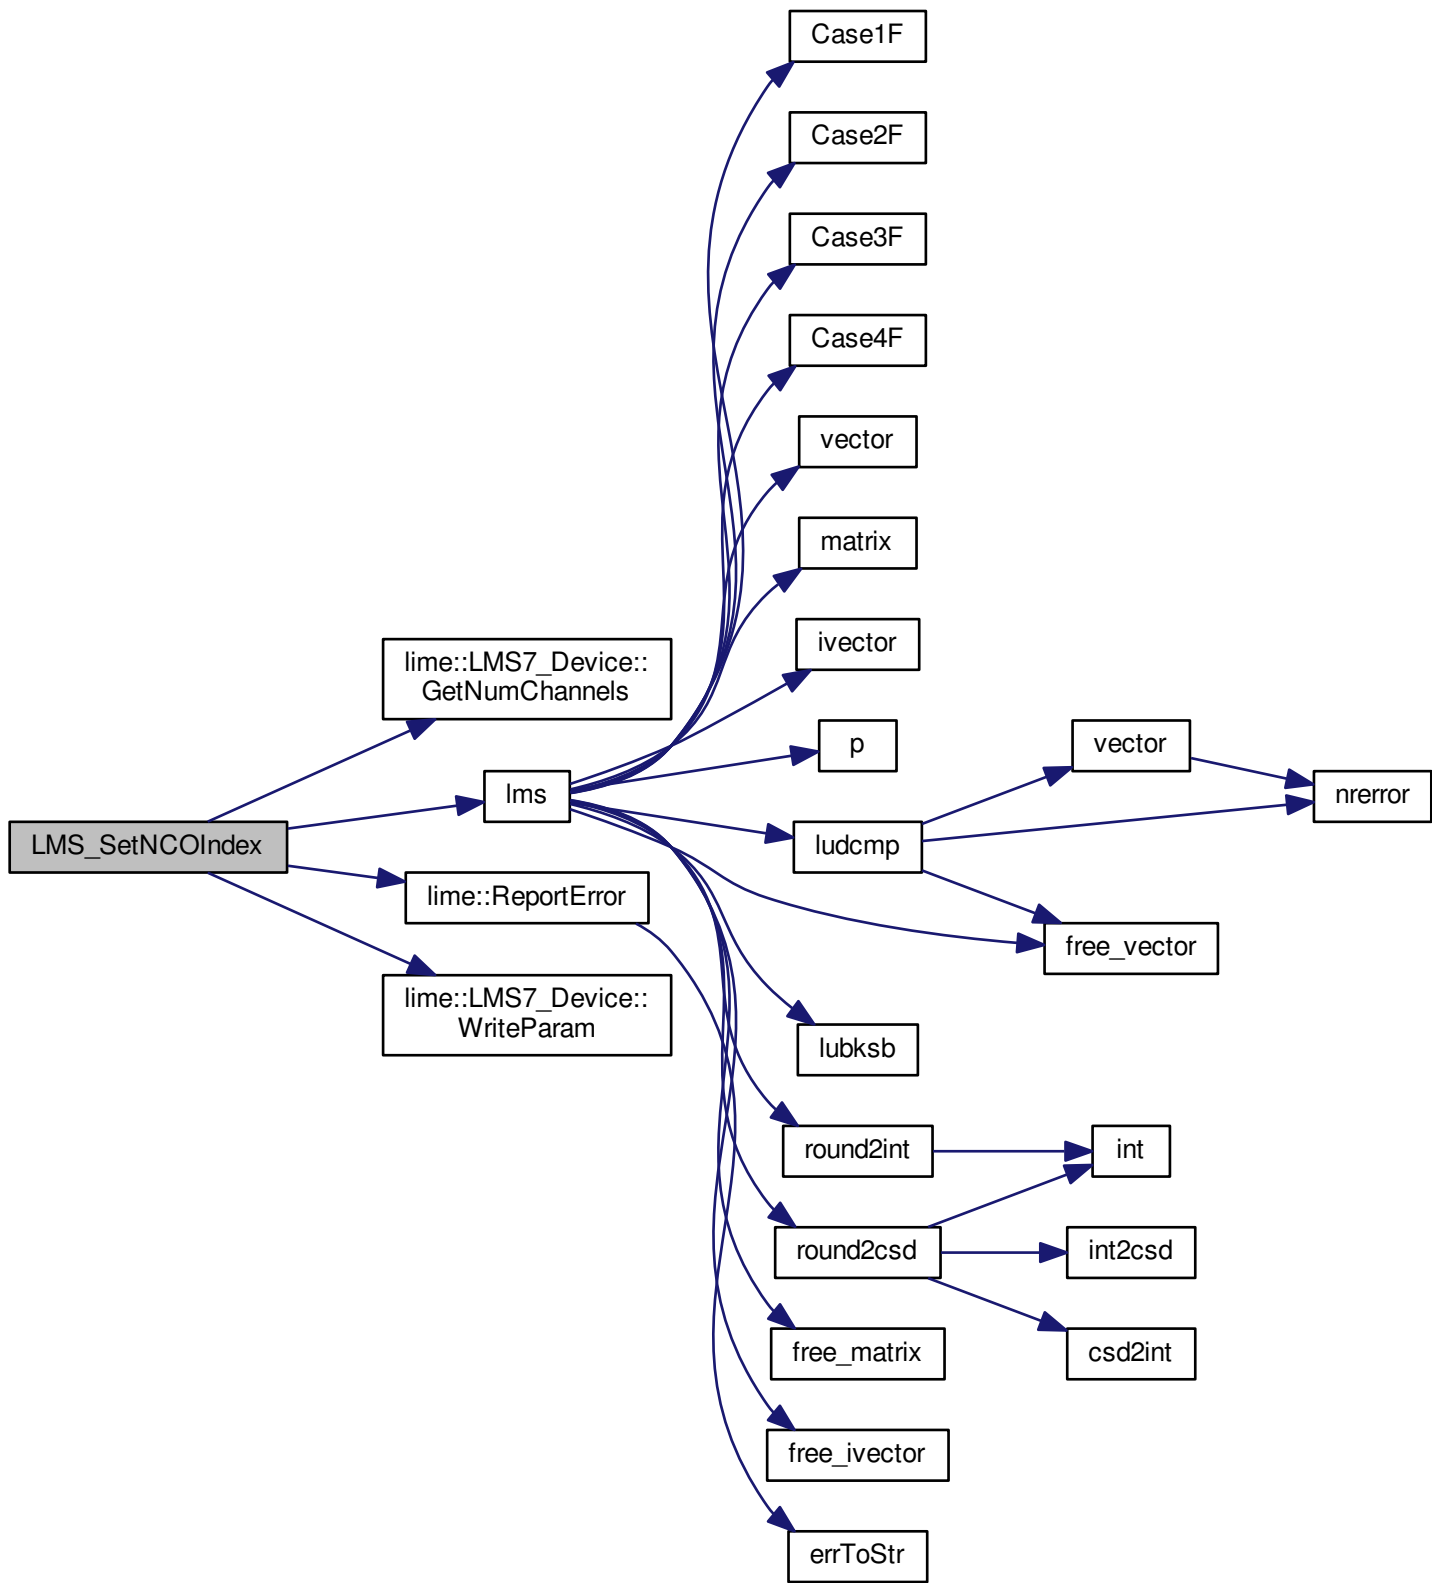 Case1F
Case2F
Case3F
Case4F
vector
matrix
ivector
lime::LMS7_Device::
GetNumChannels
p
vector
lms
nrerror
LMS_SetNCOIndex
ludcmp
lime::ReportError
free_vector
lime::LMS7_Device::
WriteParam
lubksb
round2int
int
round2csd
int2csd
free_matrix
csd2int
free_ivector
errToStr